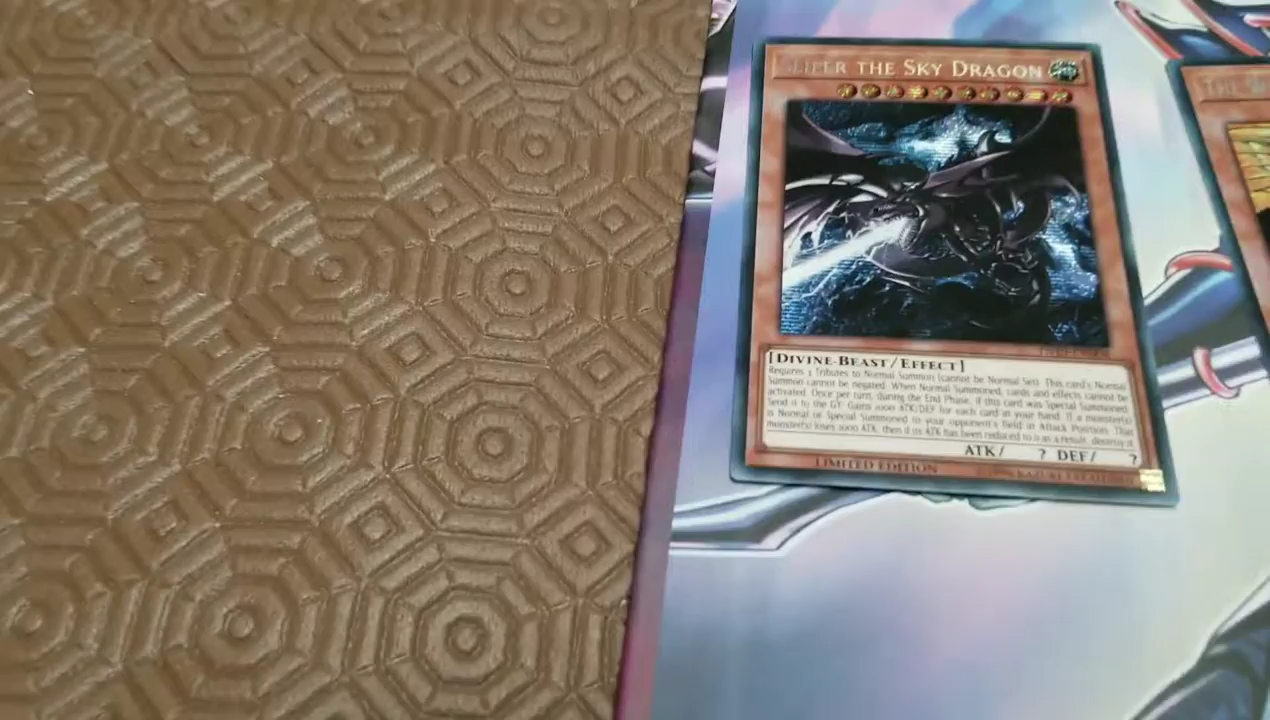 SLIFER THE SKY DRAGON
THE W
[DIVINE-BEAST/EFFECT]
Requires 3 Tributes to Normal Summon (cannot be Normal Set). This card's Normal
Summon cannot be negated. When Normal Summoned, cards and effects cannot be
activated. Once per turn, during the End Phase, if this card was Special Summoned:
Send it to the GY. Gains 1000 ATK/DEF for each card in your hand. If a monster(s)
is Normal or Special Summoned to your opponent's field in Attack Position: That
monster(s) loses 2000 ATK, then if its ATK has been reduced to 0 as a result, destroy it.
ATK/ ? DEF/ ?
LIMITED EDITION